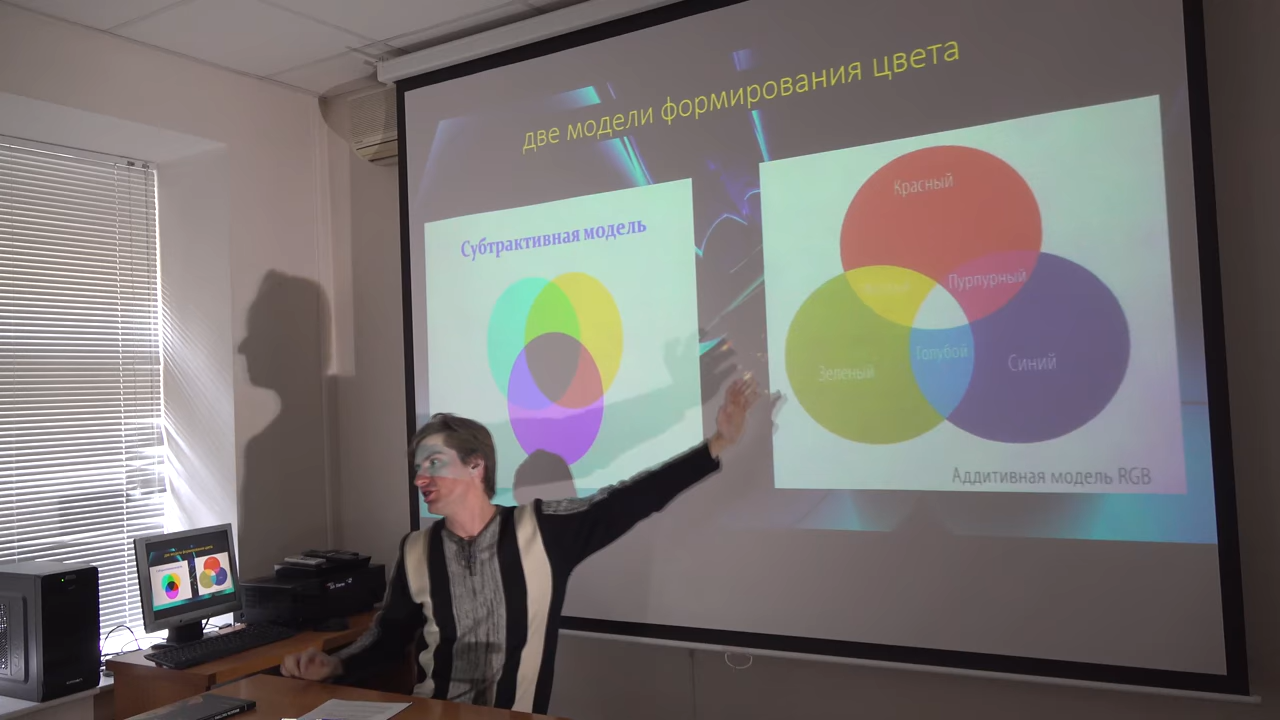 две модели формирования цвета
Субтрактивная модель
Красный
Пурпурный
Голубой
Зеленый
Синий
Аддитивная модель RGB